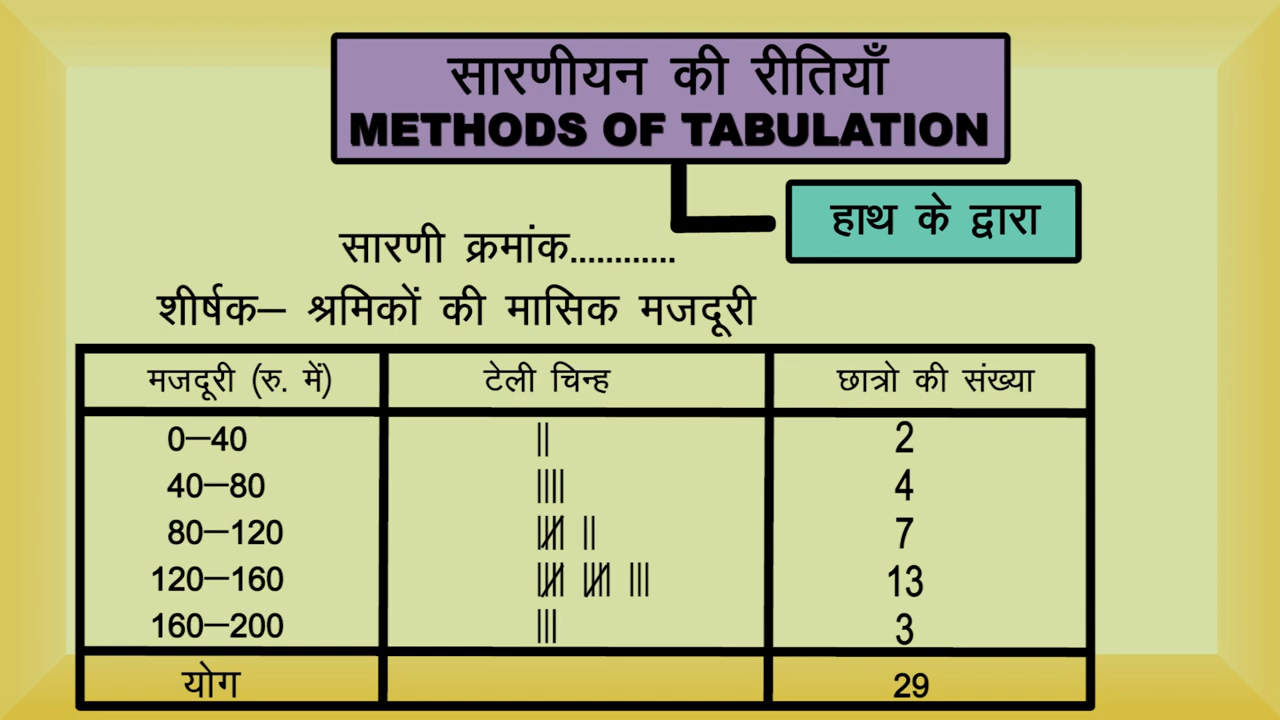 सारणीयन की रीतियाँ
METHODS OF TABULATION
हाथ के द्वारा
सारणी क्रमांक............
शीर्षक– श्रमिकों की मासिक मजदूरी
मजदूरी (रु. में) टेली चिन्ह छात्रो की संख्या
0–40 || 2
40–80 |||| 4
80–120 𝍸 || 7
120–160 𝍸 𝍸 ||| 13
160–200 ||| 3
योग 29